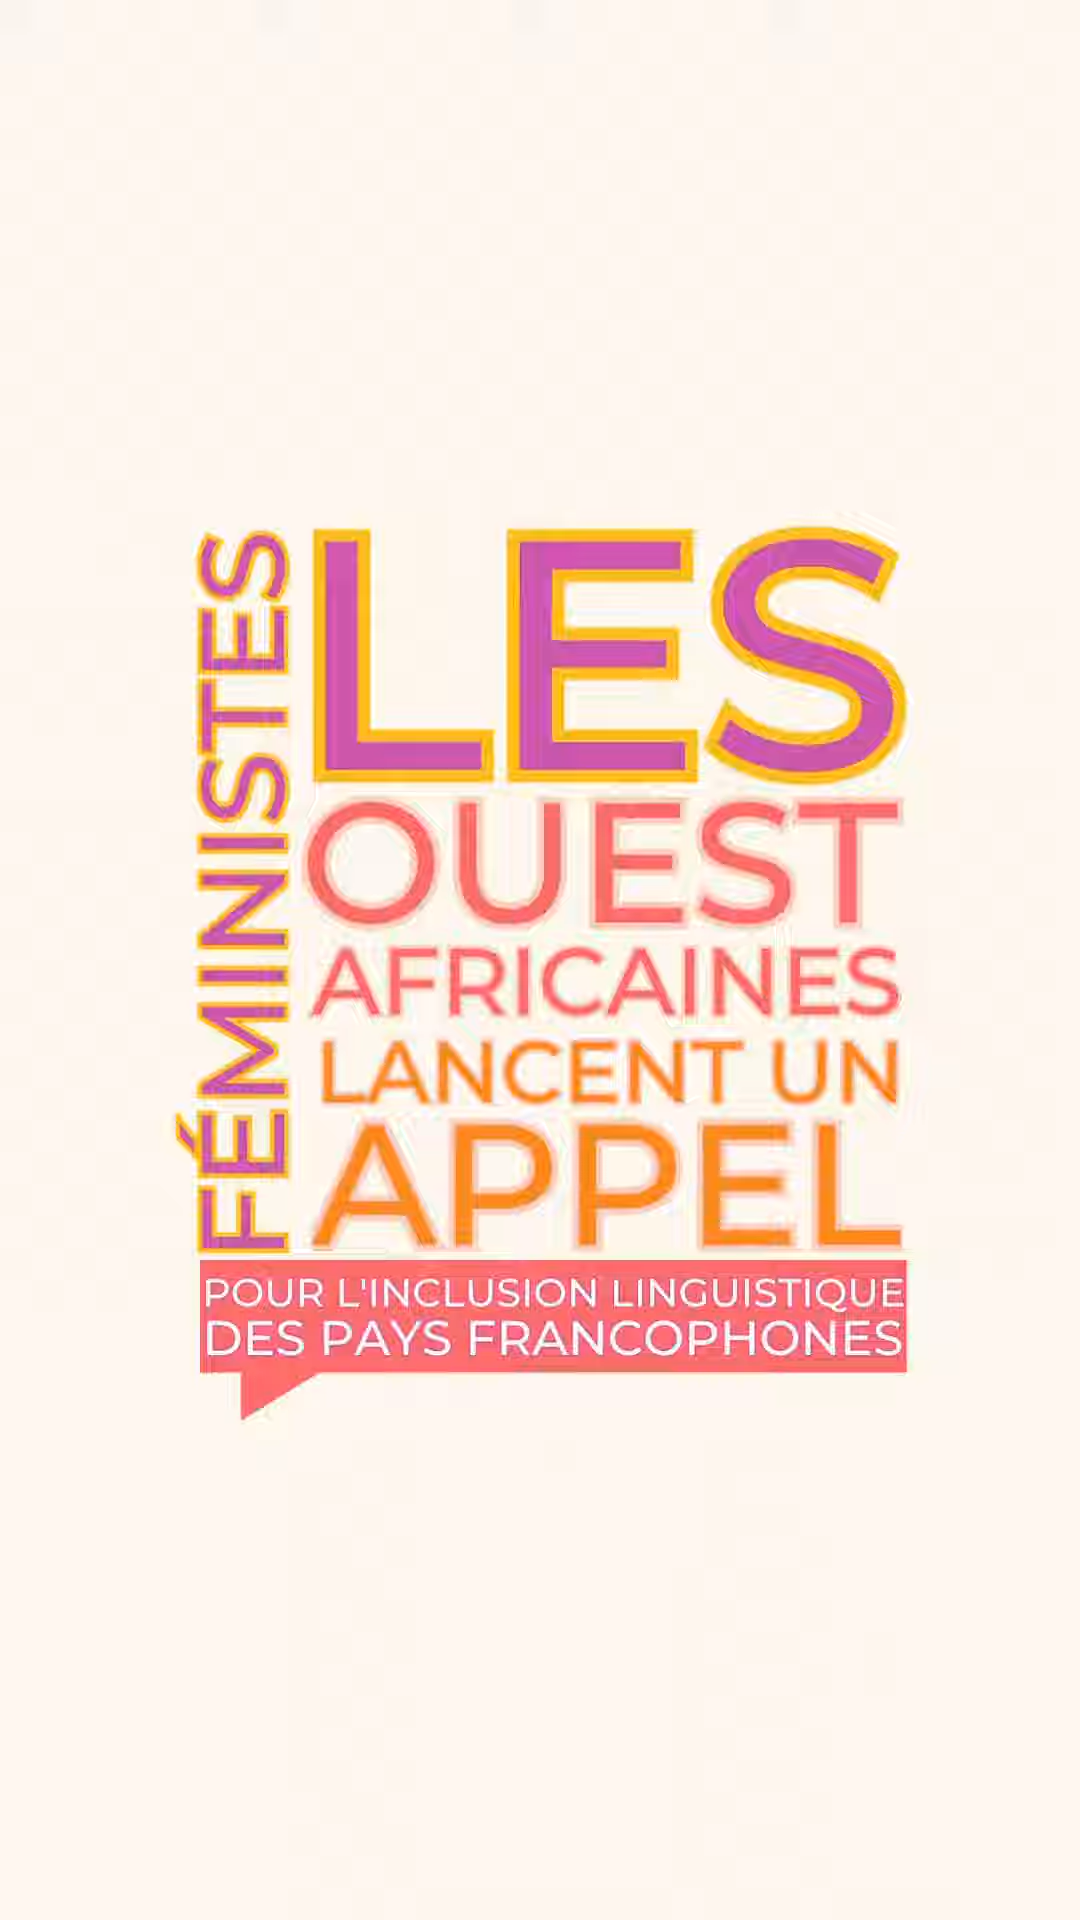 LES
FÉMINISTES
OUEST
AFRICAINES
LANCENT UN
APPEL
POUR L'INCLUSION LINGUISTIQUE
DES PAYS FRANCOPHONES